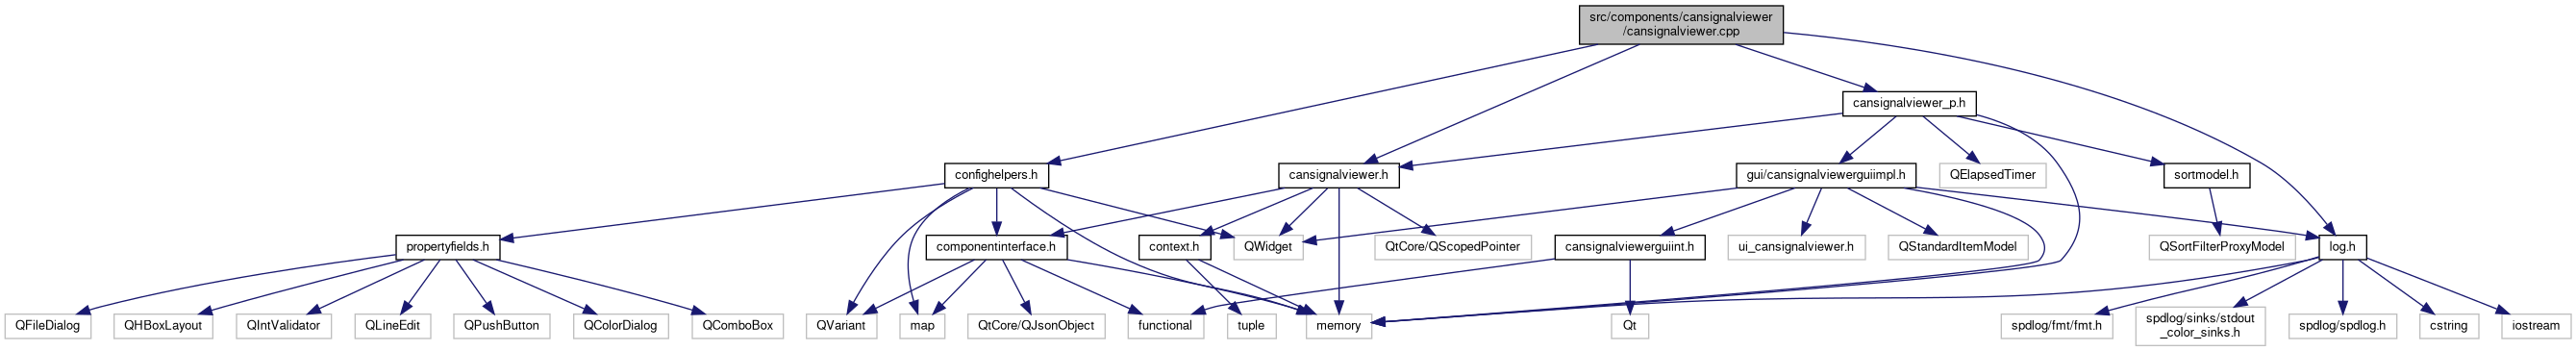 src/components/cansignalviewer
/cansignalviewer.cpp
cansignalviewer_p.h
confighelpers.h
cansignalviewer.h
gui/cansignalviewerguiimpl.h
QElapsedTimer
sortmodel.h
propertyfields.h
componentinterface.h
context.h
QWidget
QtCore/QScopedPointer
cansignalviewerguiint.h
ui_cansignalviewer.h
QStandardItemModel
QSortFilterProxyModel
log.h
QFileDialog
QHBoxLayout
QIntValidator
QLineEdit
QPushButton
QColorDialog
QComboBox
QVariant
map
QtCore/QJsonObject
functional
tuple
memory
Qt
spdlog/fmt/fmt.h
spdlog/sinks/stdout
_color_sinks.h
spdlog/spdlog.h
cstring
iostream